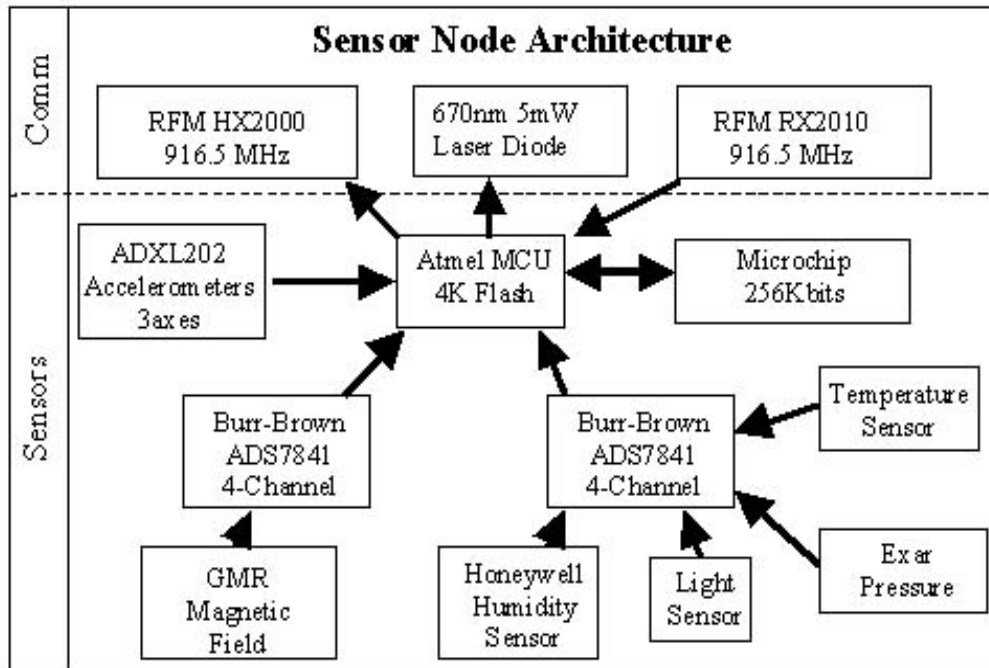 Sensor Node Architecture
Comm
RFM HX2000
916.5 MHz
670nm 5mW
Laser Diode
RFM RX2010
916.5 MHz
Sensors
ADXL202
Accelerometers
3axes
Atmel MCU
4K Flash
Microchip
256Kbits
Burr-Brown
ADS7841
4-Channel
Burr-Brown
ADS7841
4-Channel
Temperature
Sensor
GMR
Magnetic
Field
Honeywell
Humidity
Sensor
Light
Sensor
Exar
Pressure